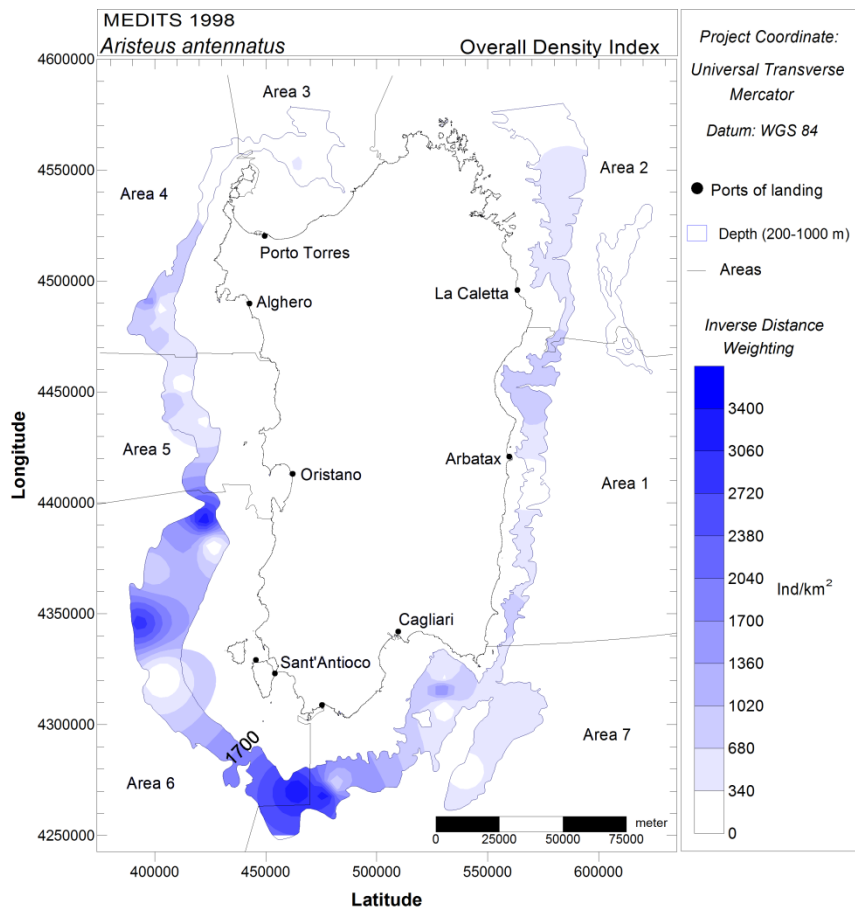 MEDITS 1998
Aristeus antennatus
Overall Density Index
Project Coordinate:
Universal Transverse
Mercator
Datum: WGS 84
Ports of landing
Depth (200-1000 m)
Areas
Inverse Distance
Weighting
3400
3060
2720
2380
2040
1700
1360
1020
680
340
0
Ind/km²
4600000
4550000
4500000
4450000
4400000
4350000
4300000
4250000
Longitude
Area 3
Area 4
Area 2
Porto Torres
La Caletta
Alghero
Area 5
Arbatax
Oristano
Area 1
Cagliari
Sant'Antioco
1700
Area 7
Area 6
meter
0 25000 50000 75000
400000 450000 500000 550000 600000
Latitude